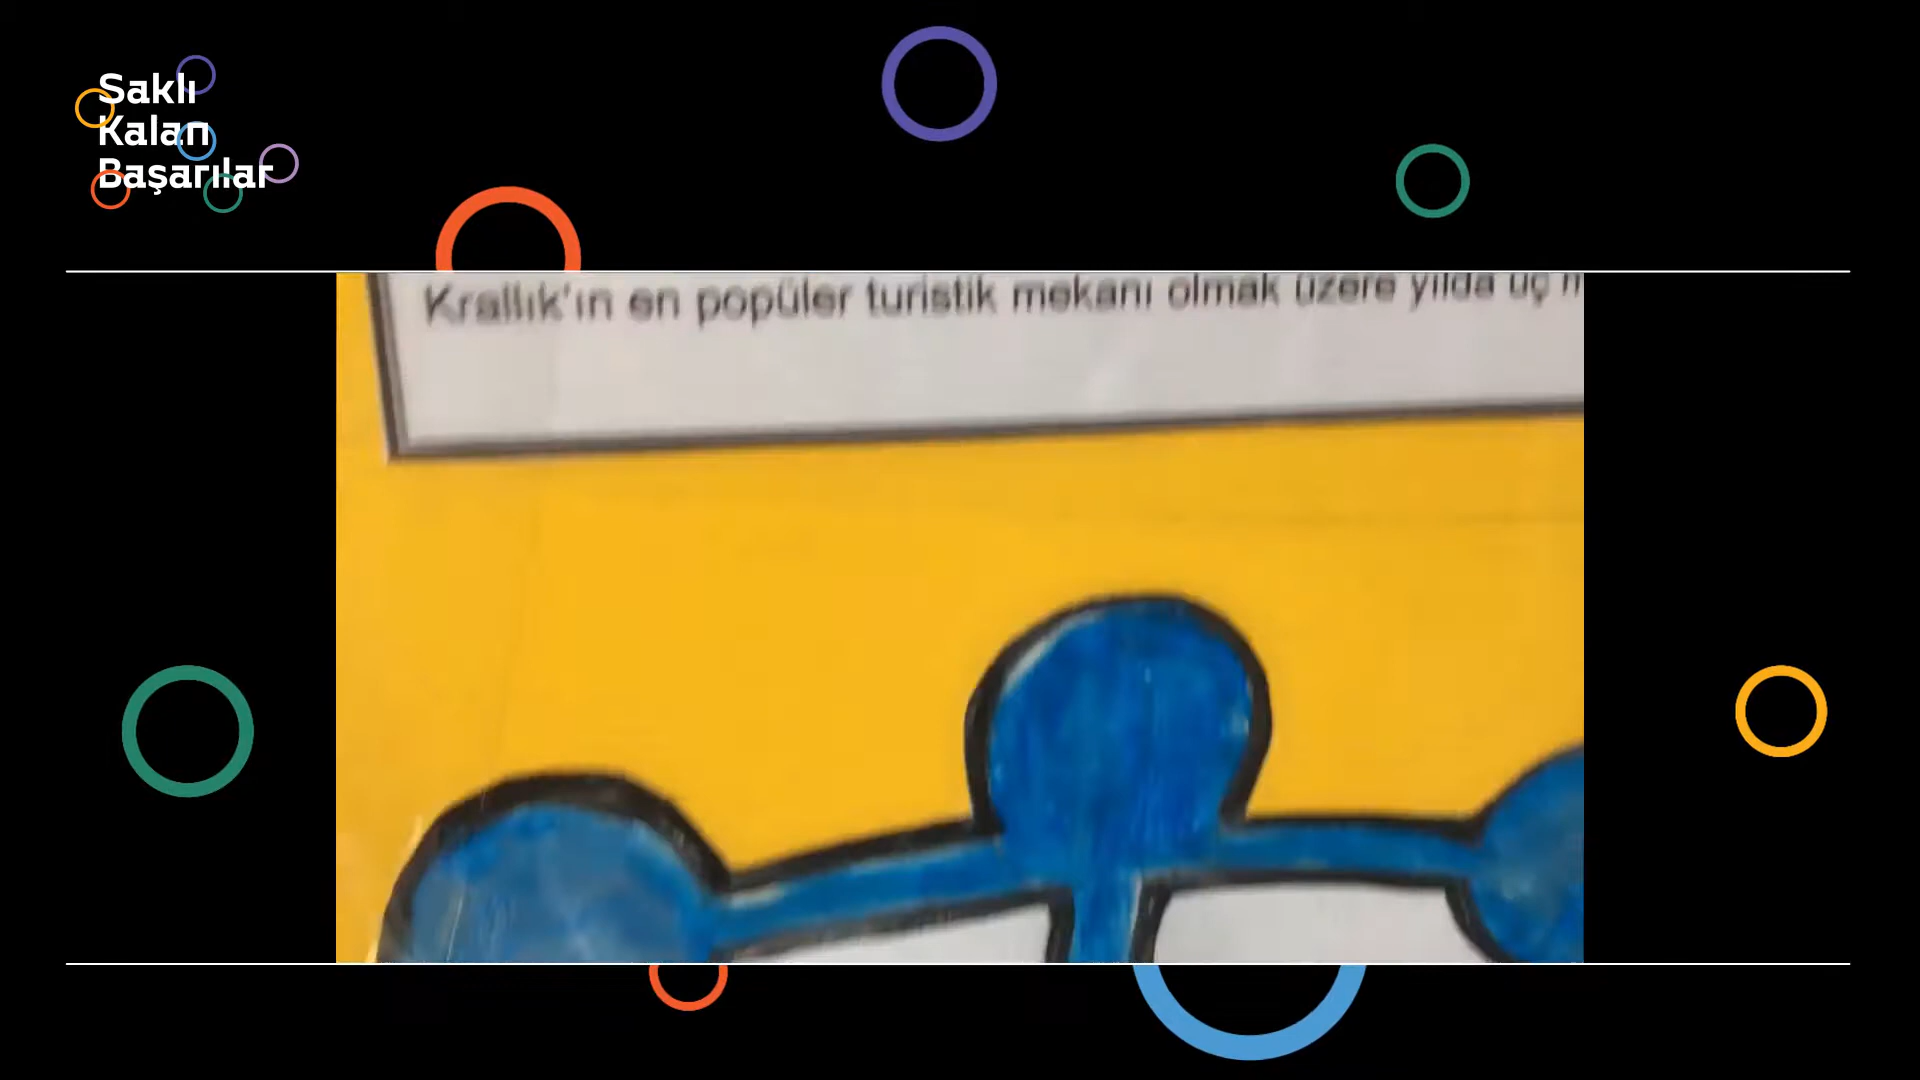 Saklı
Kalan
Başarılar
Krallık'ın en popüler turistik mekanı olmak üzere yılda üç